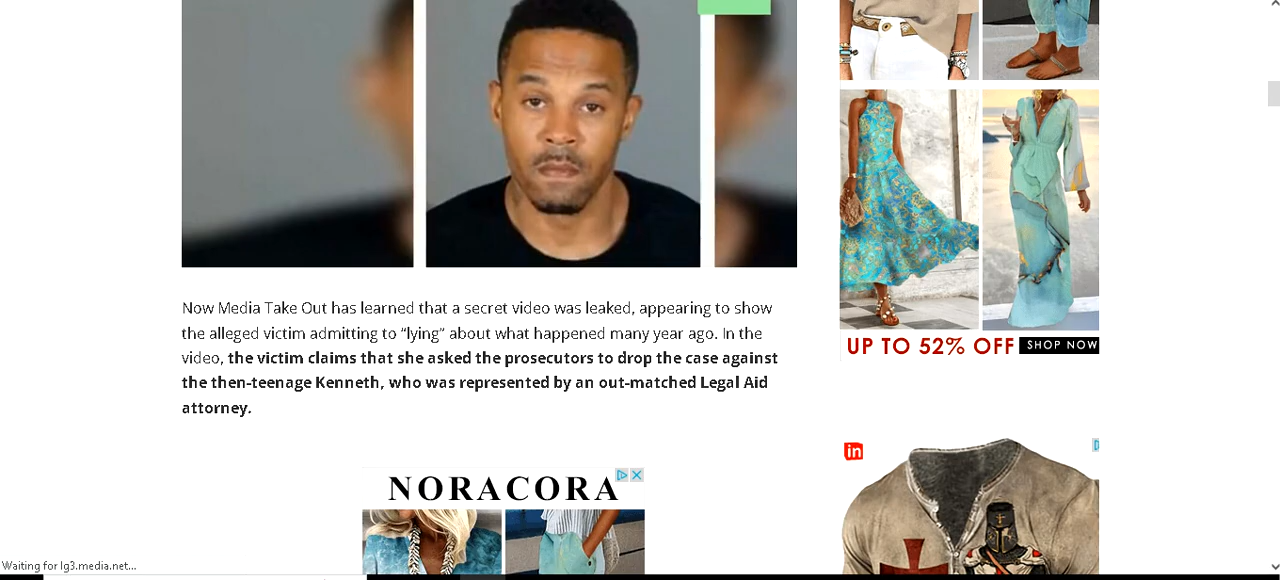 Now Media Take Out has learned that a secret video was leaked, appearing to show
the alleged victim admitting to “lying” about what happened many year ago. In the
video, the victim claims that she asked the prosecutors to drop the case against
the then-teenage Kenneth, who was represented by an out-matched Legal Aid
attorney.
UP TO 52% OFF
SHOP NOW
in
NORACORA
Waiting for lg3.media.net...